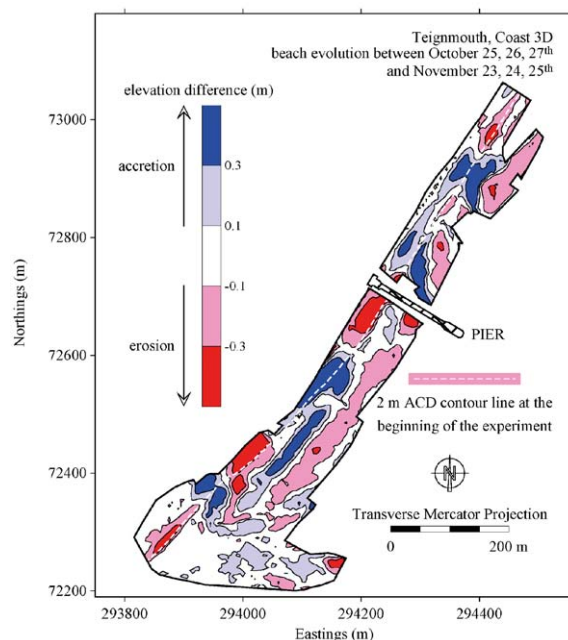 Teignmouth, Coast 3D
beach evolution between October 25, 26, 27th
and November 23, 24, 25th
elevation difference (m)
accretion
0.3
0.1
-0.1
-0.3
erosion
73000
72800
72600
72400
72200
Northings (m)
PIER
2 m ACD contour line at the
beginning of the experiment
N
Transverse Mercator Projection
0 200 m
293800 294000 294200 294400
Eastings (m)